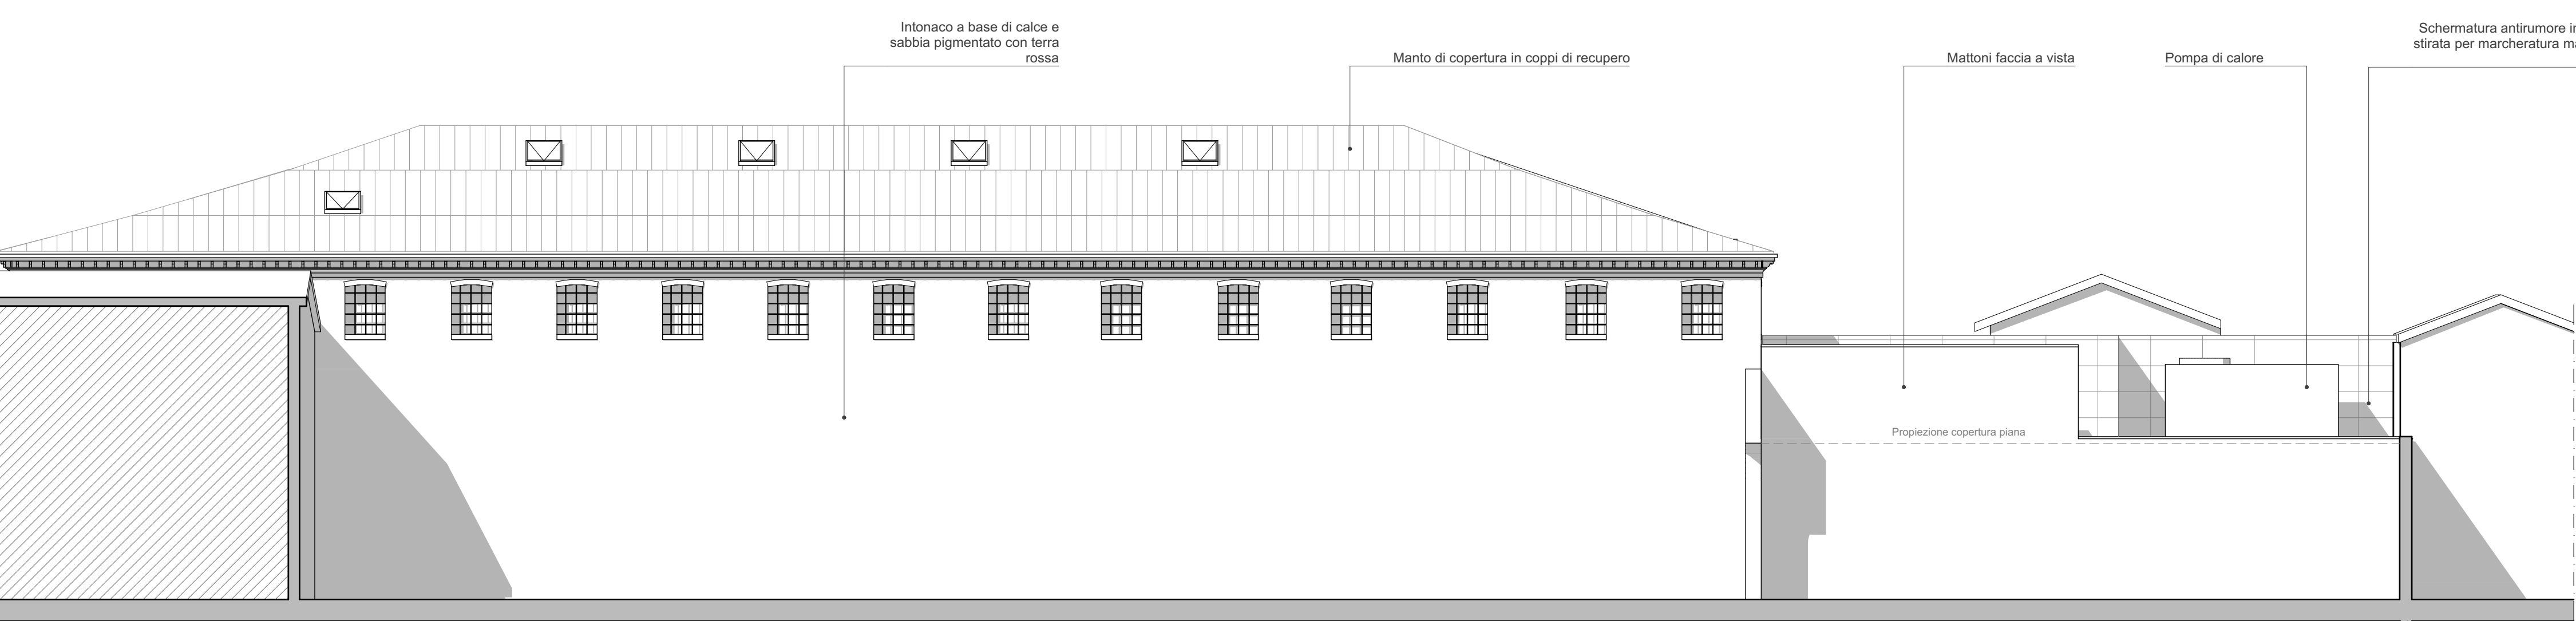 Intonaco a base di calce e
sabbia pigmentato con terra
rossa
Manto di copertura in coppi di recupero
Mattoni faccia a vista
Pompa di calore
Schermatura antirumore
stirata per marcheratura
Propiezione copertura piana